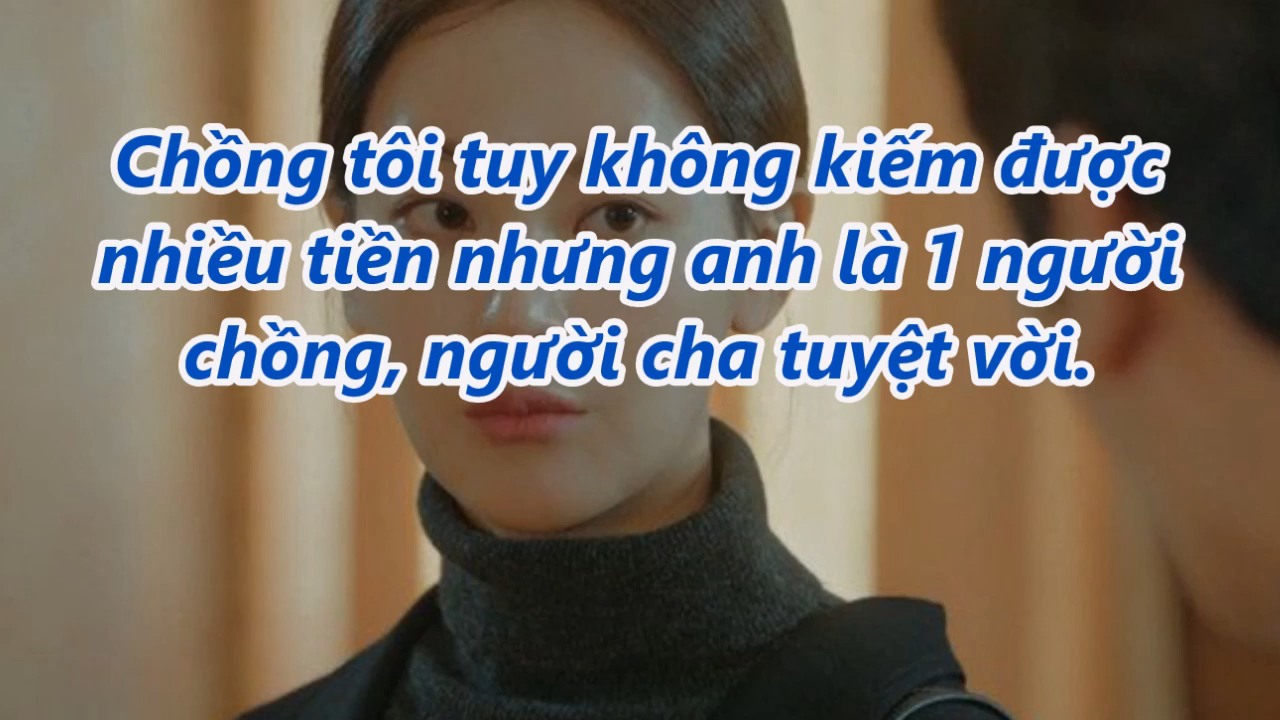 Chồng tôi tuy không kiếm được
nhiều tiền nhưng anh là 1 người
chồng, người cha tuyệt vời.